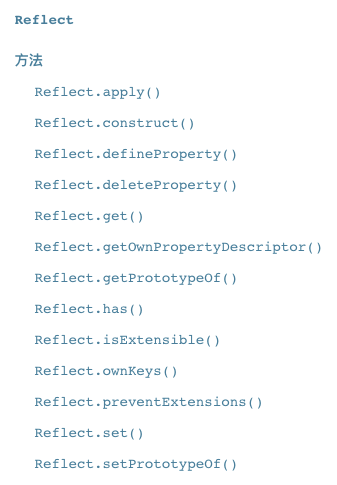 Reflect
方法
Reflect.apply()
Reflect.construct()
Reflect.defineProperty()
Reflect.deleteProperty()
Reflect.get()
Reflect.getOwnPropertyDescriptor()
Reflect.getPrototypeOf()
Reflect.has()
Reflect.isExtensible()
Reflect.ownKeys()
Reflect.preventExtensions()
Reflect.set()
Reflect.setPrototypeOf()